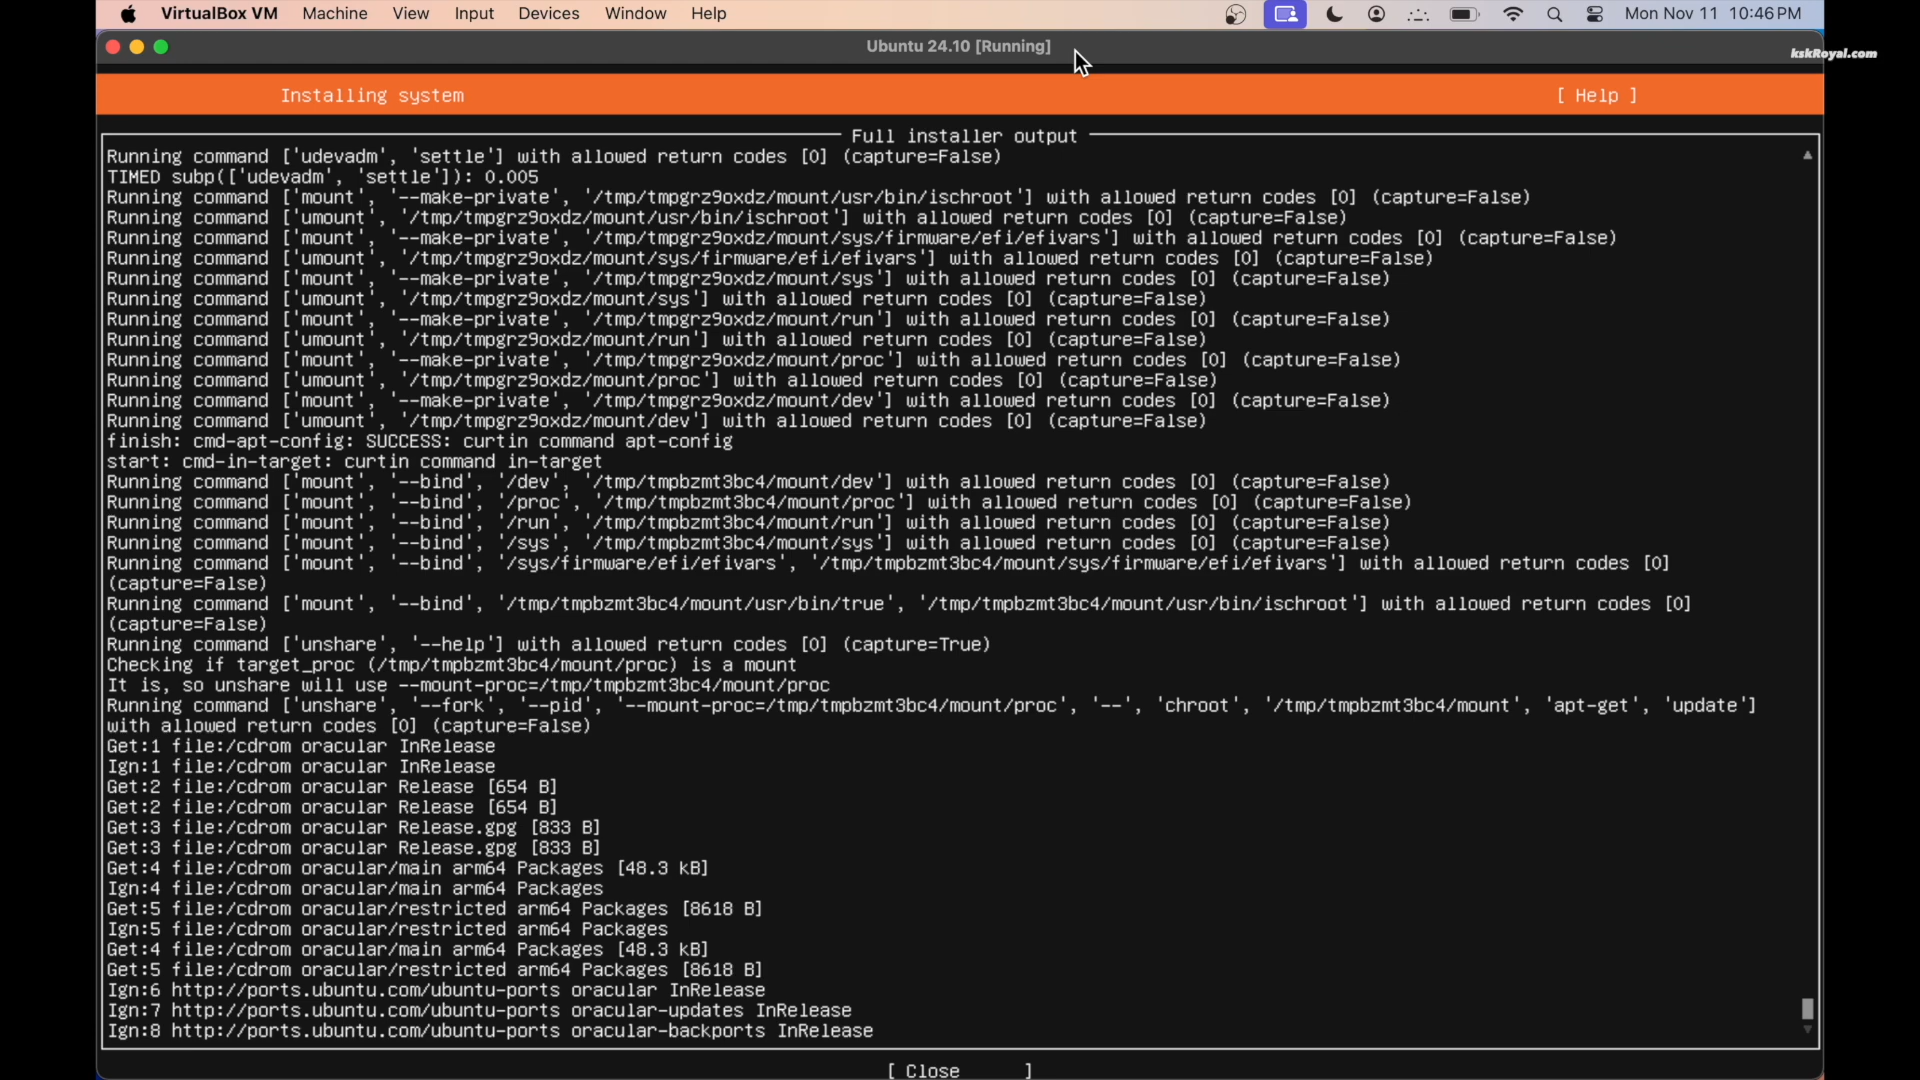 VirtualBox VM Machine View Input Devices Window Help Mon Nov 11 10:46 PM
Ubuntu 24.10 [Running]
kskRoyal.com
Installing system [ Help ]
Full installer output
Running command ['udevadm', 'settle'] with allowed return codes [0] (capture=False)
TIMED subp(['udevadm', 'settle']): 0.005
Running command ['mount', '--make-private', '/tmp/tmpgrz9oxdz/mount/usr/bin/ischroot'] with allowed return codes [0] (capture=False)
Running command ['umount', '/tmp/tmpgrz9oxdz/mount/usr/bin/ischroot'] with allowed return codes [0] (capture=False)
Running command ['mount', '--make-private', '/tmp/tmpgrz9oxdz/mount/sys/firmware/efi/efivars'] with allowed return codes [0] (capture=False)
Running command ['umount', '/tmp/tmpgrz9oxdz/mount/sys/firmware/efi/efivars'] with allowed return codes [0] (capture=False)
Running command ['mount', '--make-private', '/tmp/tmpgrz9oxdz/mount/sys'] with allowed return codes [0] (capture=False)
Running command ['umount', '/tmp/tmpgrz9oxdz/mount/sys'] with allowed return codes [0] (capture=False)
Running command ['mount', '--make-private', '/tmp/tmpgrz9oxdz/mount/run'] with allowed return codes [0] (capture=False)
Running command ['umount', '/tmp/tmpgrz9oxdz/mount/run'] with allowed return codes [0] (capture=False)
Running command ['mount', '--make-private', '/tmp/tmpgrz9oxdz/mount/proc'] with allowed return codes [0] (capture=False)
Running command ['umount', '/tmp/tmpgrz9oxdz/mount/proc'] with allowed return codes [0] (capture=False)
Running command ['mount', '--make-private', '/tmp/tmpgrz9oxdz/mount/dev'] with allowed return codes [0] (capture=False)
Running command ['umount', '/tmp/tmpgrz9oxdz/mount/dev'] with allowed return codes [0] (capture=False)
finish: cmd-apt-config: SUCCESS: curtin command apt-config
start: cmd-in-target: curtin command in-target
Running command ['mount', '--bind', '/dev', '/tmp/tmpbzmt3bc4/mount/dev'] with allowed return codes [0] (capture=False)
Running command ['mount', '--bind', '/proc', '/tmp/tmpbzmt3bc4/mount/proc'] with allowed return codes [0] (capture=False)
Running command ['mount', '--bind', '/run', '/tmp/tmpbzmt3bc4/mount/run'] with allowed return codes [0] (capture=False)
Running command ['mount', '--bind', '/sys', '/tmp/tmpbzmt3bc4/mount/sys'] with allowed return codes [0] (capture=False)
Running command ['mount', '--bind', '/sys/firmware/efi/efivars', '/tmp/tmpbzmt3bc4/mount/sys/firmware/efi/efivars'] with allowed return codes [0]
(capture=False)
Running command ['mount', '--bind', '/tmp/tmpbzmt3bc4/mount/usr/bin/true', '/tmp/tmpbzmt3bc4/mount/usr/bin/ischroot'] with allowed return codes [0]
(capture=False)
Running command ['unshare', '--help'] with allowed return codes [0] (capture=True)
Checking if target_proc (/tmp/tmpbzmt3bc4/mount/proc) is a mount
It is, so unshare will use --mount-proc=/tmp/tmpbzmt3bc4/mount/proc
Running command ['unshare', '--fork', '--pid', '--mount-proc=/tmp/tmpbzmt3bc4/mount/proc', '--', 'chroot', '/tmp/tmpbzmt3bc4/mount', 'apt-get', 'update']
with allowed return codes [0] (capture=False)
Get:1 file:/cdrom oracular InRelease
Ign:1 file:/cdrom oracular InRelease
Get:2 file:/cdrom oracular Release [654 B]
Get:2 file:/cdrom oracular Release [654 B]
Get:3 file:/cdrom oracular Release.gpg [833 B]
Get:3 file:/cdrom oracular Release.gpg [833 B]
Get:4 file:/cdrom oracular/main arm64 Packages [48.3 kB]
Ign:4 file:/cdrom oracular/main arm64 Packages
Get:5 file:/cdrom oracular/restricted arm64 Packages [8618 B]
Ign:5 file:/cdrom oracular/restricted arm64 Packages
Get:4 file:/cdrom oracular/main arm64 Packages [48.3 kB]
Get:5 file:/cdrom oracular/restricted arm64 Packages [8618 B]
Ign:6 http://ports.ubuntu.com/ubuntu-ports oracular InRelease
Ign:7 http://ports.ubuntu.com/ubuntu-ports oracular-updates InRelease
Ign:8 http://ports.ubuntu.com/ubuntu-ports oracular-backports InRelease
[ Close ]